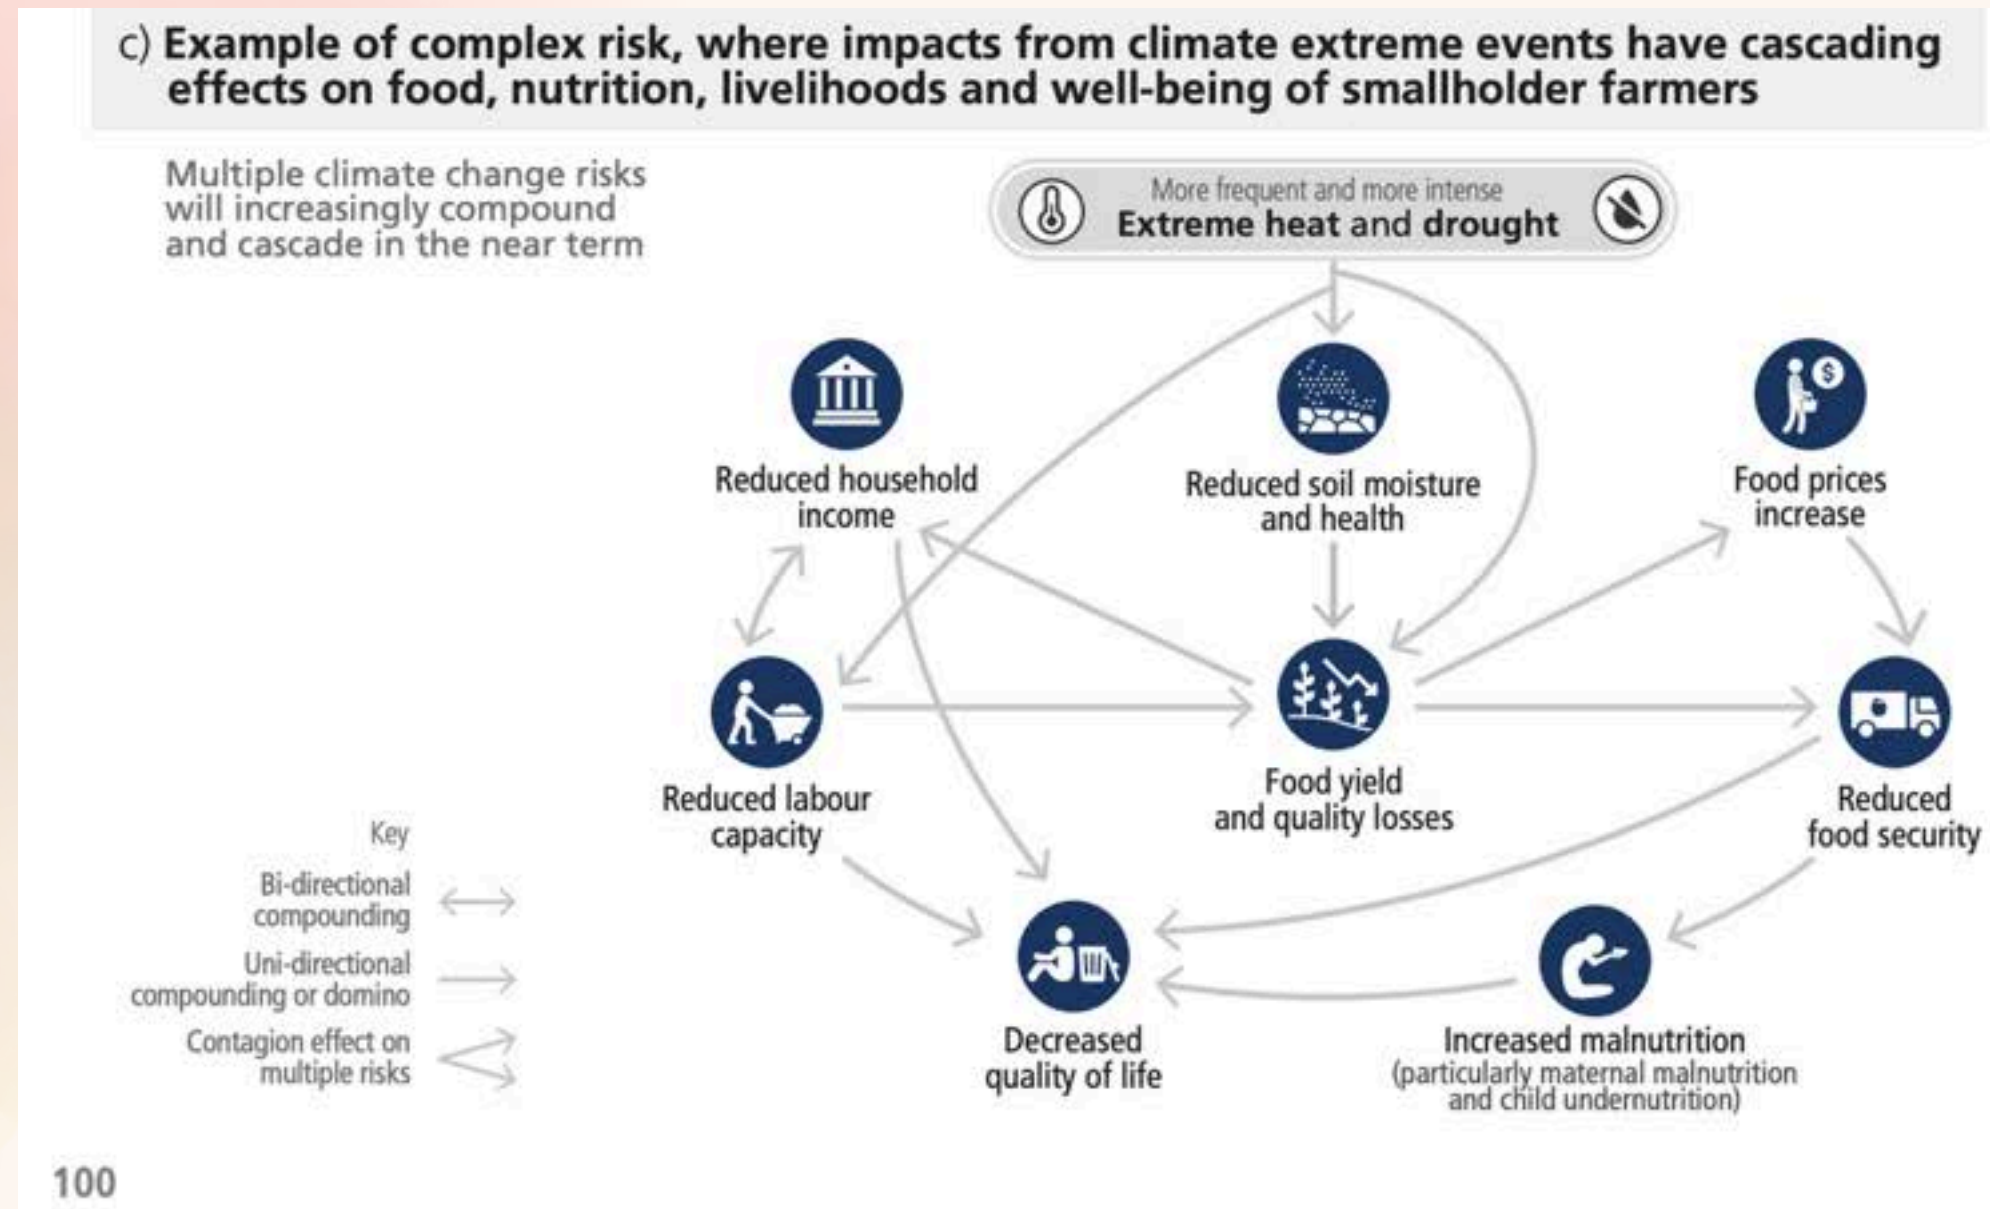 c) Example of complex risk, where impacts from climate extreme events have cascading
effects on food, nutrition, livelihoods and well-being of smallholder farmers
Multiple climate change risks
will increasingly compound
and cascade in the near term
More frequent and more intense
Extreme heat and drought
$
Reduced household
income
Reduced soil moisture
and health
Food prices
increase
Reduced labour
capacity
Food yield
and quality losses
Reduced
food security
Key
Bi-directional
compounding
Uni-directional
compounding or domino
Contagion effect on
multiple risks
Decreased
quality of life
Increased malnutrition
(particularly maternal malnutrition
and child undernutrition)
100